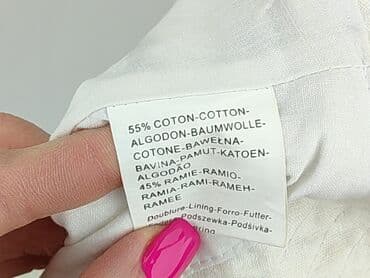 55% COTON-COTTON-
ALGODON-BAUMWOLLE-
COTONE-BAWEŁNA-
BAVINA-PAMUT-KATOEN-
ALGODÃO
45% RAMIE-RAMIO-
RAMIA-RAMI-RAMEH-
RAMEE
Doublure-Lining-Forro-Futter-
Podszewka-Podšívka-